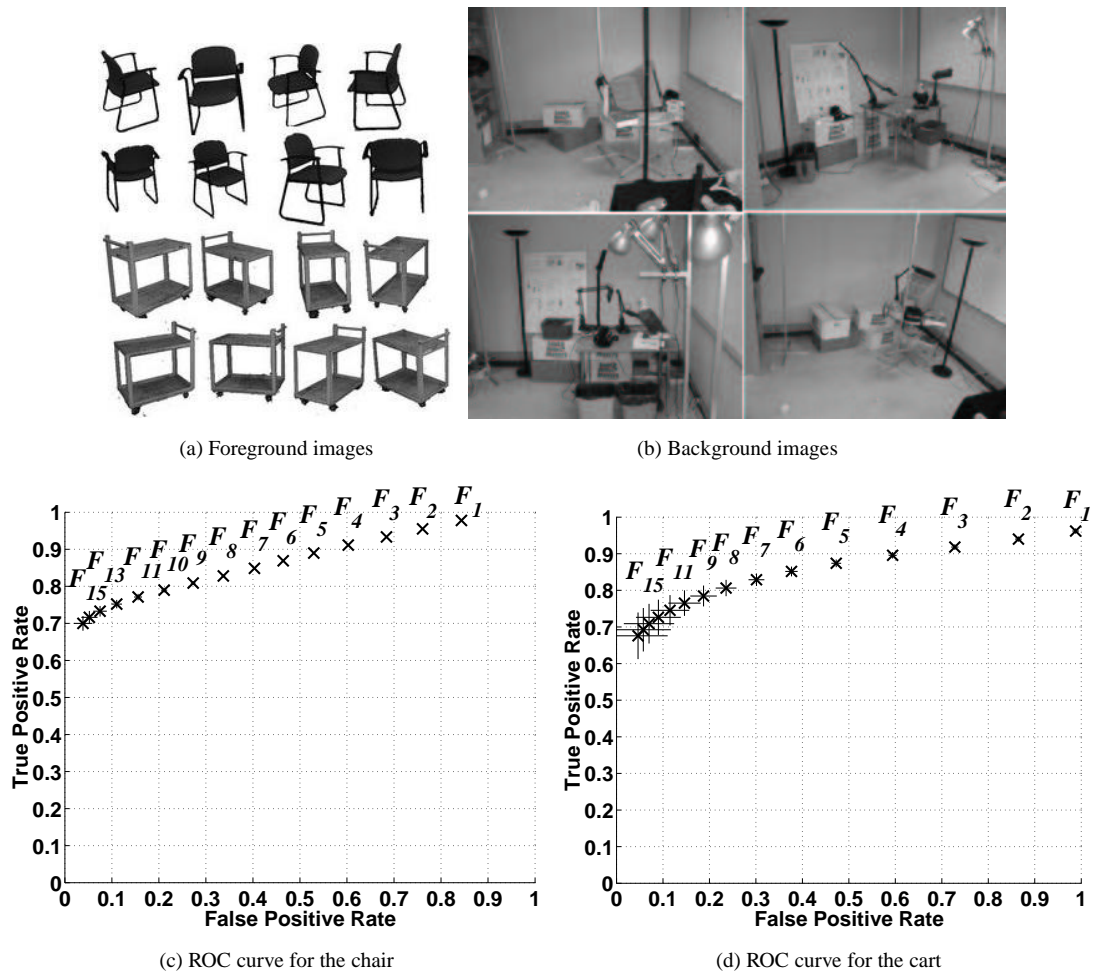 (a) Foreground images
(b) Background images
F1
F2
F3
F4
F5
F6
F7
F8
F9
F10
F11
F13
F15
1
0.9
0.8
0.7
0.6
0.5
0.4
0.3
0.2
0.1
0
True Positive Rate
0 0.1 0.2 0.3 0.4 0.5 0.6 0.7 0.8 0.9 1
False Positive Rate
(c) ROC curve for the chair
F1
F2
F3
F4
F5
F6
F7
F8
F9
F11
F15
1
0.9
0.8
0.7
0.6
0.5
0.4
0.3
0.2
0.1
0
True Positive Rate
0 0.1 0.2 0.3 0.4 0.5 0.6 0.7 0.8 0.9 1
False Positive Rate
(d) ROC curve for the cart